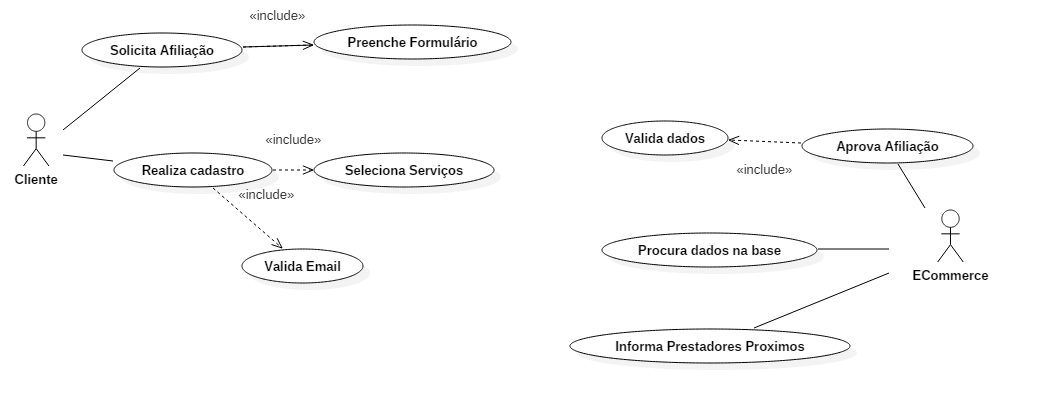 «include»
Solicita Afiliação
Preenche Formulário
Cliente
«include»
Realiza cadastro
Seleciona Serviços
«include»
Valida Email
Valida dados
Aprova Afiliação
«include»
Procura dados na base
ECommerce
Informa Prestadores Proximos